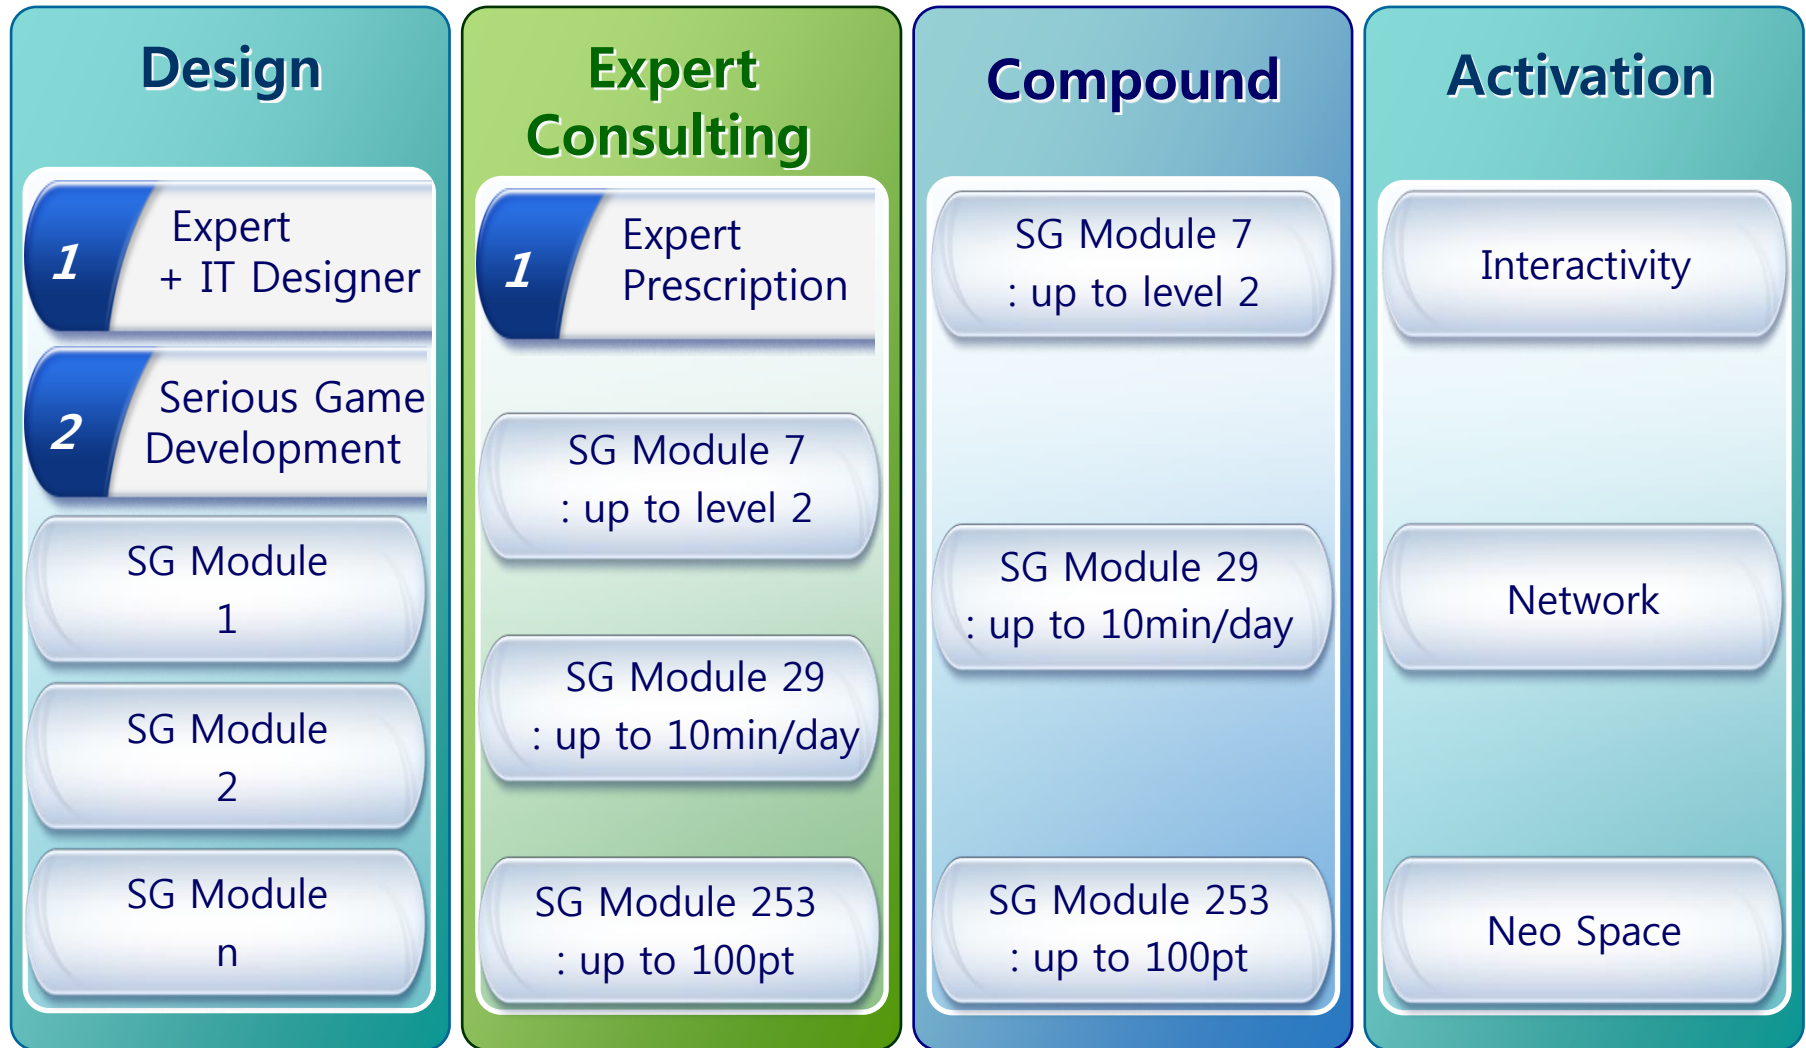 Design
1
Expert
+ IT Designer
2
Serious Game
Development
SG Module
1
SG Module
2
SG Module
n
Expert
Consulting
1
Expert
Prescription
SG Module 7
: up to level 2
SG Module 29
: up to 10min/day
SG Module 253
: up to 100pt
Compound
SG Module 7
: up to level 2
SG Module 29
: up to 10min/day
SG Module 253
: up to 100pt
Activation
Interactivity
Network
Neo Space